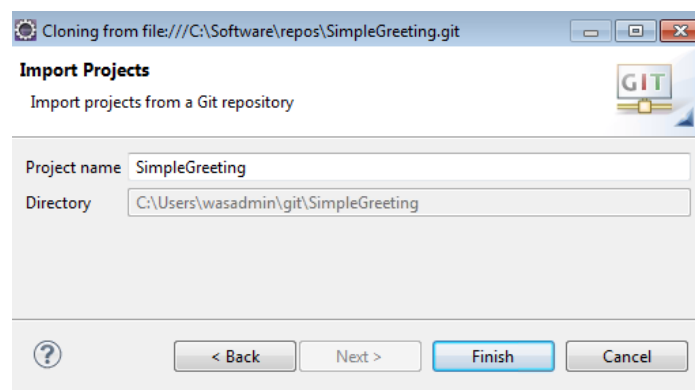 Cloning from file:///C:\Software\repos\SimpleGreeting.git
Import Projects
Import projects from a Git repository
GIT
Project name SimpleGreeting
Directory C:\Users\wasadmin\git\SimpleGreeting
? < Back Next > Finish Cancel